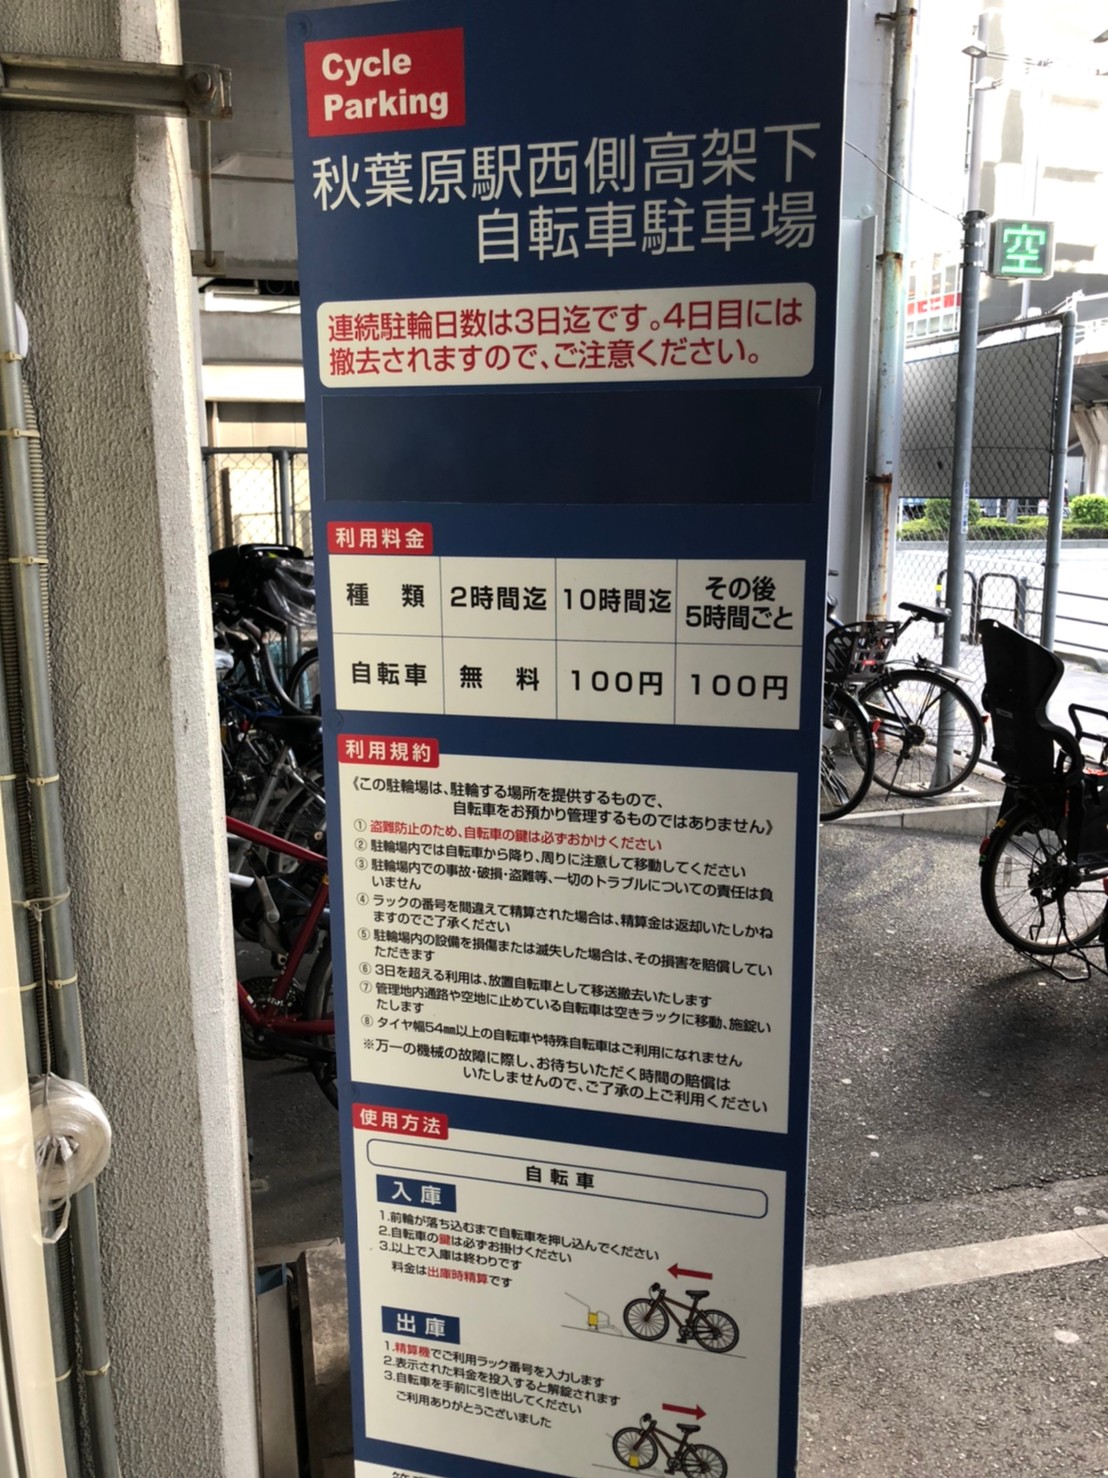 Cycle
Parking
秋葉原駅西側高架下
自転車駐車場
空
連続駐輪日数は3日迄です。4日目には
撤去されますので、ご注意ください。
利用料金
種 類 2時間迄 10時間迄 その後
5時間ごと
自転車 無 料 100円 100円
利用規約
《この駐輪場は、駐輪する場所を提供するもので、
自転車をお預かり管理するものではありません》
① 盗難防止のため、自転車の鍵は必ずおかけください
② 駐輪場内では自転車から降り、周りに注意して移動してください
③ 駐輪場内での事故・破損・盗難等、一切のトラブルについての責任は負
いません
④ ラックの番号を間違えて精算された場合は、精算金は返却いたしかね
ますのでご了承ください
⑤ 駐輪場内の設備を損傷または滅失した場合は、その損害を賠償してい
ただきます
⑥ 3日を超える利用は、放置自転車として移送撤去いたします
⑦ 管理地内通路や空地に止めている自転車は空きラックに移動、施錠い
たします
⑧ タイヤ幅54㎜以上の自転車や特殊自転車はご利用になれません
※万一の機械の故障に際し、お待ちいただく時間の賠償は
いたしませんので、ご了承の上ご利用ください
使用方法
自転車
入庫
1.前輪が落ち込むまで自転車を押し込んでください
2.自転車の鍵は必ずお掛けください
3.以上で入庫は終わりです
料金は出庫時精算です
出庫
1.精算機でご利用ラック番号を入力します
2.表示された料金を投入すると解錠されます
3.自転車を手前に引き出してください
ご利用ありがとうございました